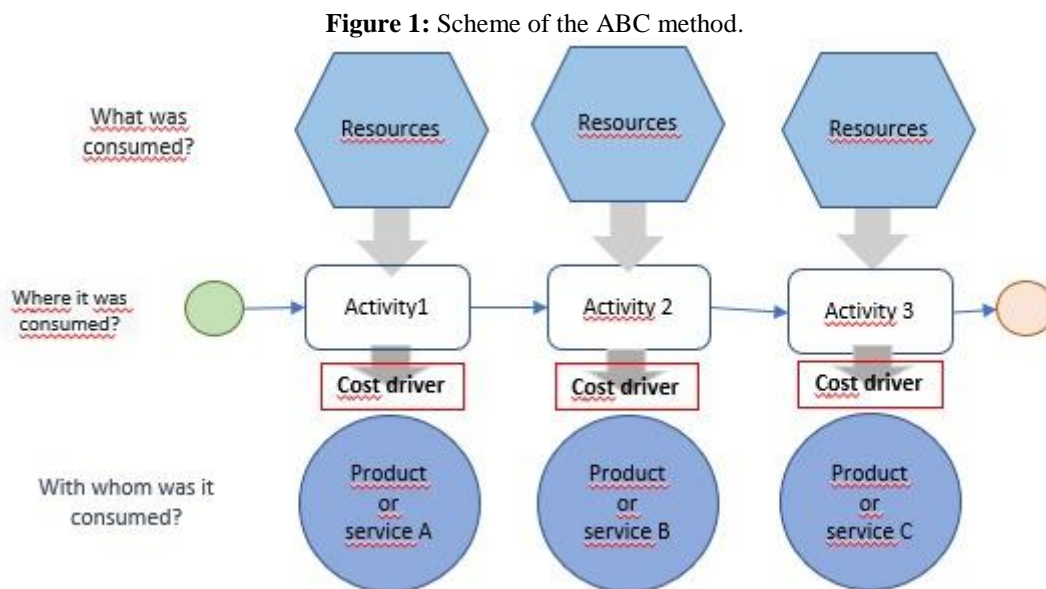 Figure 1: Scheme of the ABC method.
What was
consumed?
Resources
Resources
Resources
Where it was
consumed?
Activity1
Activity 2
Activity 3
Cost driver
Cost driver
Cost driver
With whom was it
consumed?
Product
or
service A
Product
or
service B
Product
or
service C